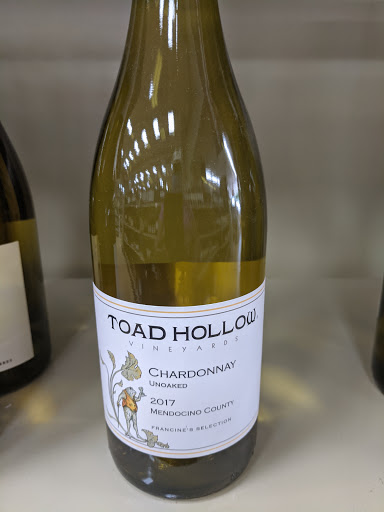 TOAD HOLLOW
VINEYARDS
CHARDONNAY
UNOAKED
2017
MENDOCINO COUNTY
FRANCINE'S SELECTION